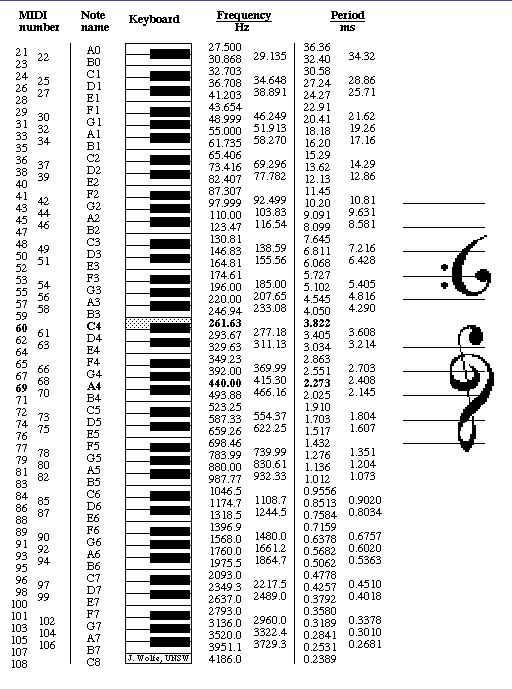 MIDI number Note name Keyboard Frequency Hz Period ms
21 A0 27.500 36.36
22 29.135 34.32
23 B0 30.868 32.40
24 C1 32.703 30.58
25 34.648 28.86
26 D1 36.708 27.24
27 38.891 25.71
28 E1 41.203 24.27
29 F1 43.654 22.91
30 46.249 21.62
31 G1 48.999 20.41
32 51.913 19.26
33 A1 55.000 18.18
34 58.270 17.16
35 B1 61.735 16.20
36 C2 65.406 15.29
37 69.296 14.29
38 D2 73.416 13.62
39 77.782 12.86
40 E2 82.407 12.13
41 F2 87.307 11.45
42 92.499 10.81
43 G2 97.999 10.20
44 103.83 9.631
45 A2 110.00 9.091
46 116.54 8.581
47 B2 123.47 8.099
48 C3 130.81 7.645
49 138.59 7.216
50 D3 146.83 6.811
51 155.56 6.428
52 E3 164.81 6.068
53 F3 174.61 5.727
54 185.00 5.405
55 G3 196.00 5.102
56 207.65 4.816
57 A3 220.00 4.545
58 233.08 4.290
59 B3 246.94 4.050
60 C4 261.63 3.822
61 277.18 3.608
62 D4 293.67 3.405
63 311.13 3.214
64 E4 329.63 3.034
65 F4 349.23 2.863
66 369.99 2.703
67 G4 392.00 2.551
68 415.30 2.408
69 A4 440.00 2.273
70 466.16 2.145
71 B4 493.88 2.025
72 C5 523.25 1.910
73 554.37 1.804
74 D5 587.33 1.703
75 622.25 1.607
76 E5 659.26 1.517
77 F5 698.46 1.432
78 739.99 1.351
79 G5 783.99 1.276
80 830.61 1.204
81 A5 880.00 1.136
82 932.33 1.073
83 B5 987.77 1.012
84 C6 1046.5 0.9556
85 1108.7 0.9020
86 D6 1174.7 0.8513
87 1244.5 0.8034
88 E6 1318.5 0.7584
89 F6 1396.9 0.7159
90 1480.0 0.6757
91 G6 1568.0 0.6378
92 1661.2 0.6020
93 A6 1760.0 0.5682
94 1864.7 0.5363
95 B6 1975.5 0.5062
96 C7 2093.0 0.4778
97 2217.5 0.4510
98 D7 2349.3 0.4257
99 2489.0 0.4018
100 E7 2637.0 0.3792
101 F7 2793.0 0.3580
102 2960.0 0.3378
103 G7 3136.0 0.3189
104 3322.4 0.3010
105 A7 3520.0 0.2841
106 3729.3 0.2681
107 B7 3951.1 0.2531
108 C8 J. Wolfe, UNSW 4186.0 0.2389